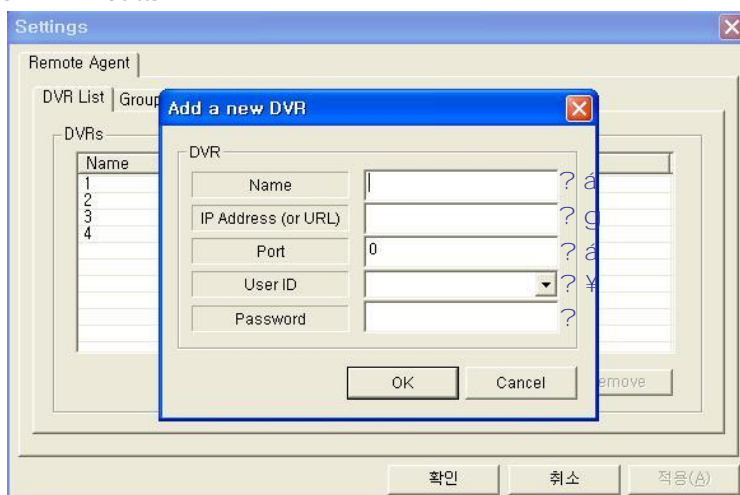 Settings
Remote Agent
DVR List Group
DVRs
Name
1
2
3
4
Add a new DVR
DVR
Name ? á
IP Address (or URL) ? g
Port 0 ? á
User ID ? ¥
Password ?
OK Cancel
emove
확인 취소 적용(A)